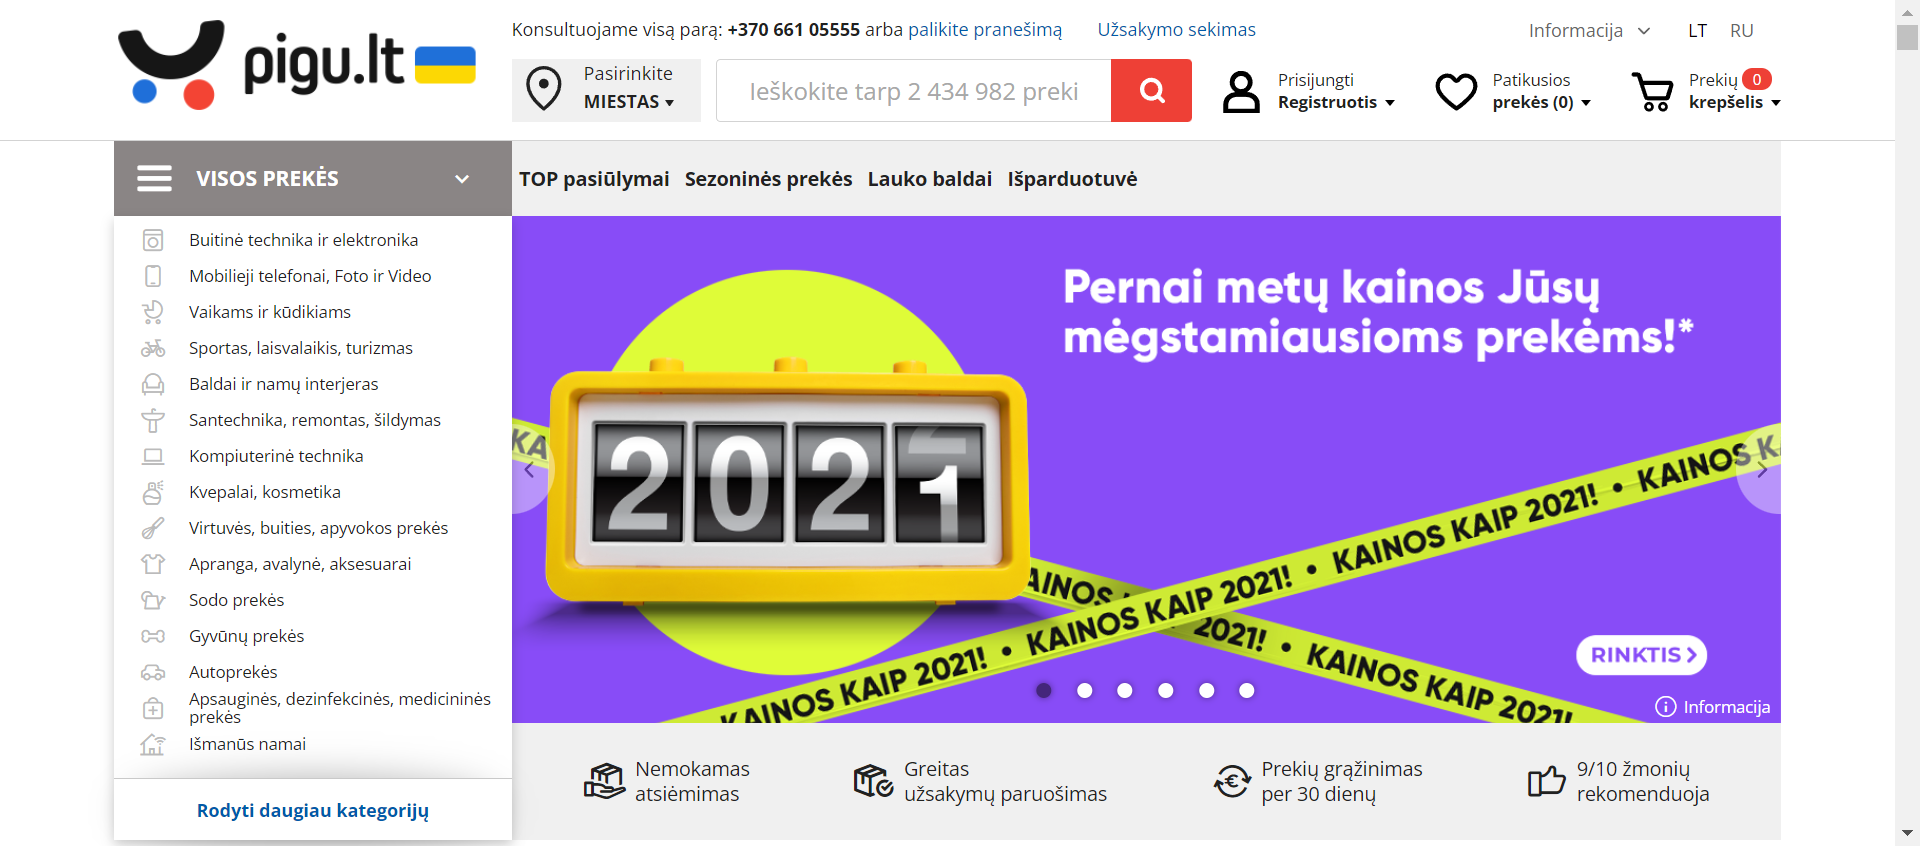 pigu.lt
Konsultuojame visą parą: +370 661 05555 arba palikite pranešimą
Užsakymo sekimas
Informacija
LT
RU
Pasirinkite
MIESTAS
Ieškokite tarp 2 434 982 preki
Prisijungti
Registruotis
Patikusios
prekės (0)
Prekių 0
krepšelis
VISOS PREKĖS
TOP pasiūlymai
Sezoninės prekės
Lauko baldai
Išparduotuvė
Buitinė technika ir elektronika
Mobilieji telefonai, Foto ir Video
Vaikams ir kūdikiams
Sportas, laisvalaikis, turizmas
Baldai ir namų interjeras
Santechnika, remontas, šildymas
Kompiuterinė technika
Kvepalai, kosmetika
Virtuvės, buities, apyvokos prekės
Apranga, avalynė, aksesuarai
Sodo prekės
Gyvūnų prekės
Autoprekės
Apsauginės, dezinfekcinės, medicininės
prekės
Išmanūs namai
Rodyti daugiau kategorijų
Pernai metų kainos Jūsų
mėgstamiausioms prekėms!*
2021
KA
KAINOS KAIP 2021! • KAINOS KAIP 2021! • KAINOS KAIP 2021! • KAINOS K
AINOS
2021! • KAINOS KAIP 2021!
RINKTIS
Informacija
Nemokamas
atsiėmimas
Greitas
užsakymų paruošimas
Prekių grąžinimas
per 30 dienų
9/10 žmonių
rekomenduoja